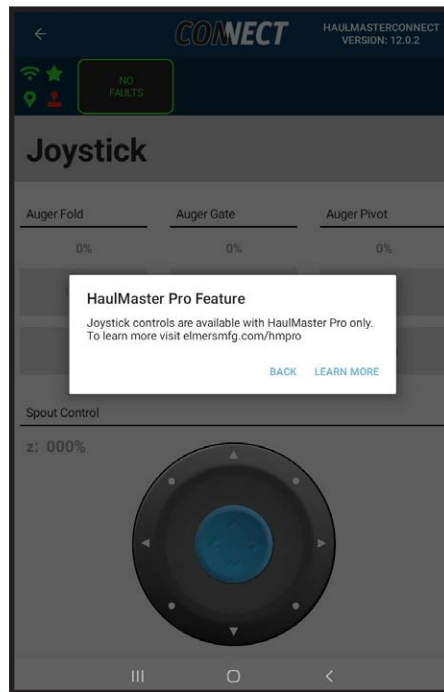 CONNECT
HAULMASTERCONNECT
VERSION: 12.0.2
NO
FAULTS
Joystick
Auger Fold
Auger Gate
Auger Pivot
0%
0%
0%
HaulMaster Pro Feature
Joystick controls are available with HaulMaster Pro only.
To learn more visit elmersmfg.com/hmpro
BACK
LEARN MORE
Spout Control
z: 000%